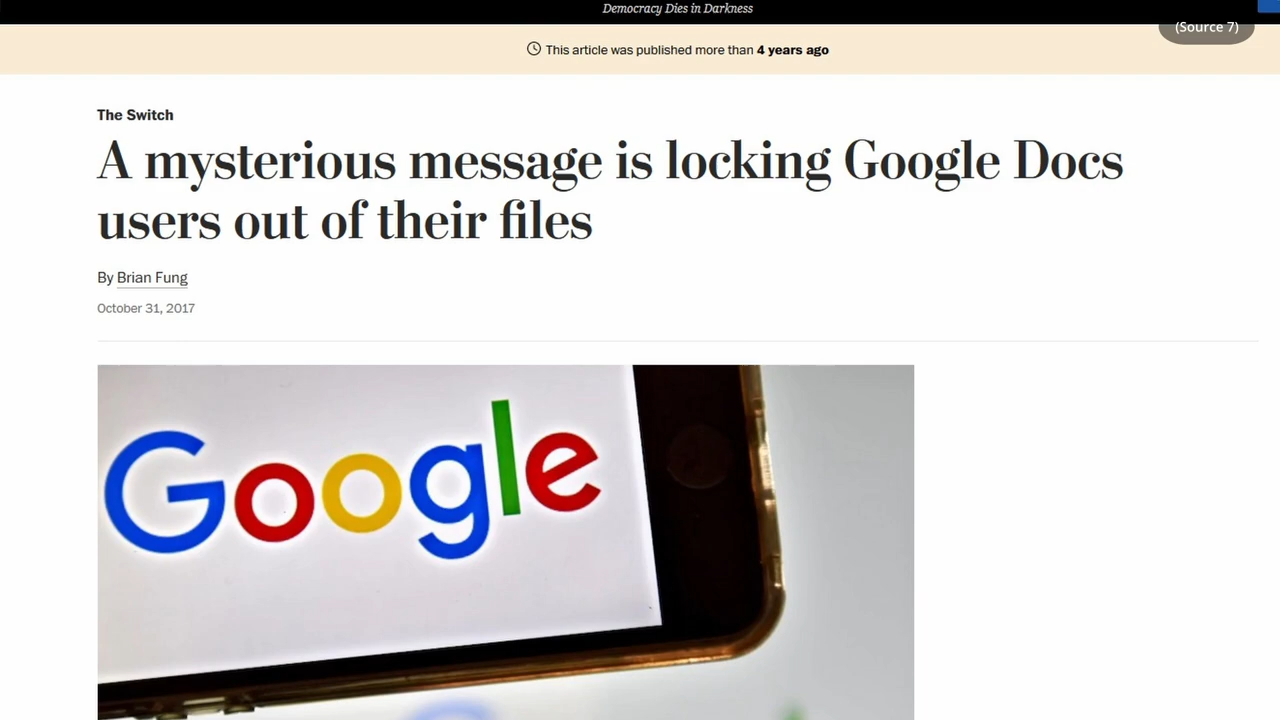 Democracy Dies in Darkness
(Source 7)
This article was published more than 4 years ago
The Switch
A mysterious message is locking Google Docs
users out of their files
By Brian Fung
October 31, 2017
Google